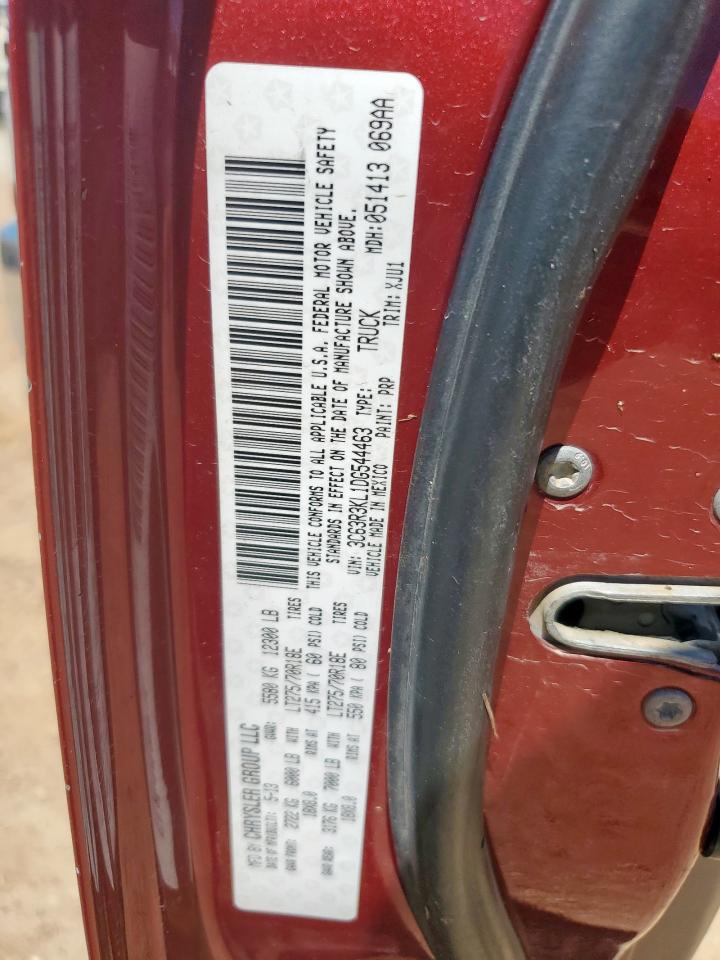 MFD BY CHRYSLER GROUP LLC
DATE OF MFR 5-13 GVWR: 5580 KG 12300 LB
GAWR FRONT: 2722 KG 6000 LB WITH LT275/70R18E TIRES
18X8.0 RIMS AT 415 KPA ( 60 PSI) COLD
GAWR REAR: 3176 KG 7000 LB WITH LT275/70R18E TIRES
18X8.0 RIMS AT 550 KPA ( 80 PSI) COLD
THIS VEHICLE CONFORMS TO ALL APPLICABLE U.S.A. FEDERAL MOTOR VEHICLE SAFETY
STANDARDS IN EFFECT ON THE DATE OF MANUFACTURE SHOWN ABOVE.
VIN: 3C63R3KL1DG544463 TYPE: TRUCK MDH:051413 069AA
VEHICLE MADE IN MEXICO PAINT: PRP TRIM: XJU1